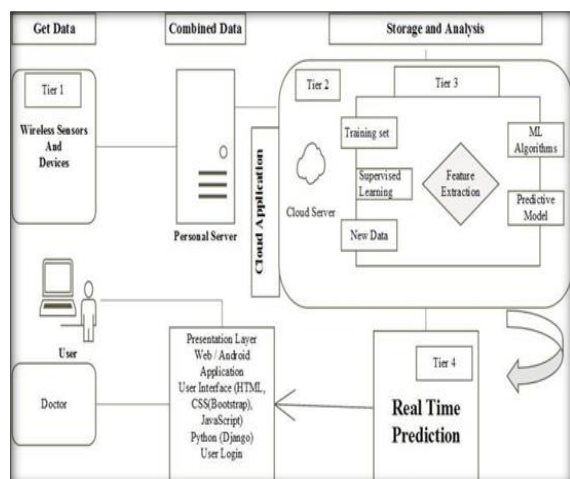 Get Data
Combined Data
Storage and Analysis
Tier 1
Wireless Sensors
And
Devices
Personal Server
Cloud Application
Tier 2
Cloud Server
Tier 3
Training set
Supervised
Learning
New Data
Feature
Extraction
ML
Algorithms
Predictive
Model
User
Doctor
Presentation Layer
Web / Android
Application
User Interface (HTML,
CSS(Bootstrap),
JavaScript)
Python (Django)
User Login
Tier 4
Real Time
Prediction